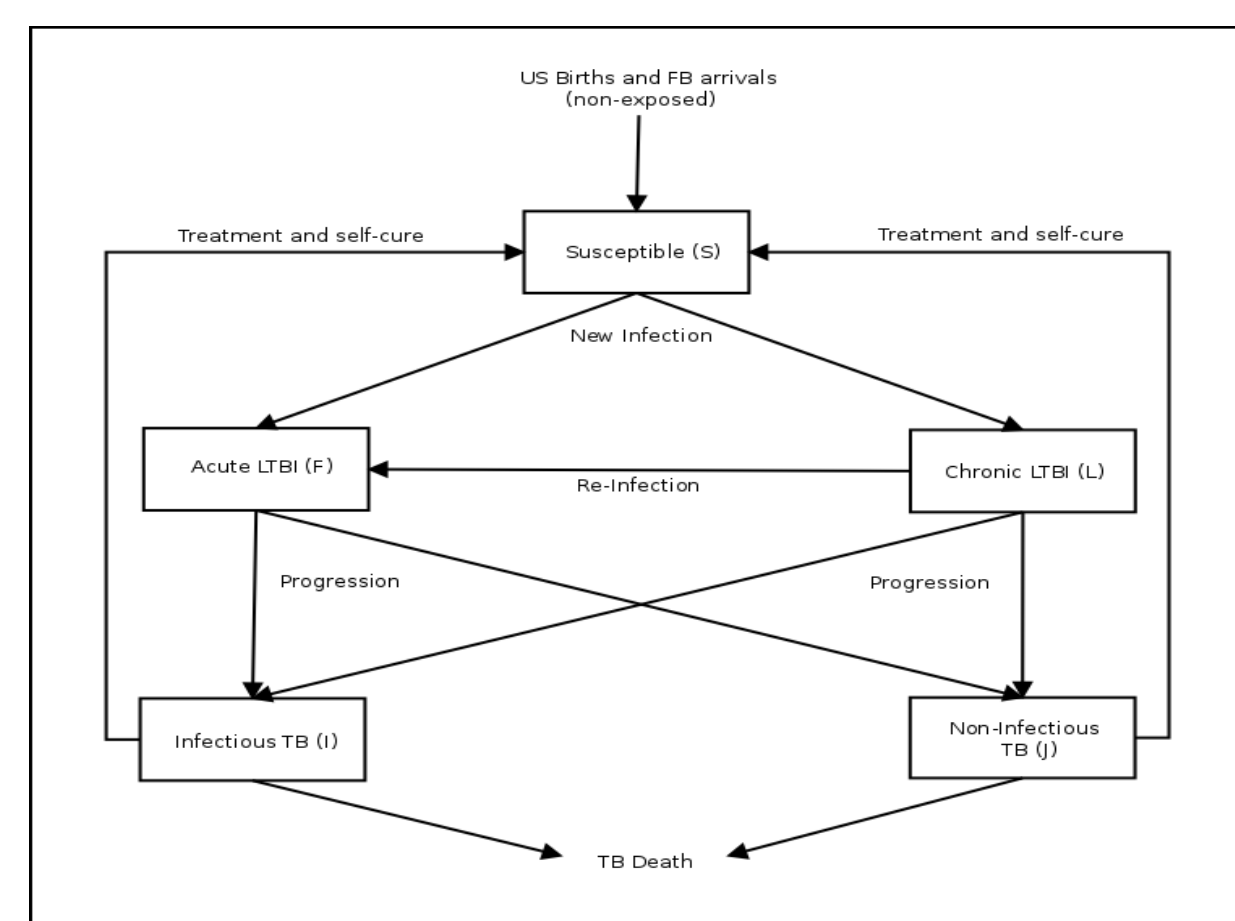 US Births and FB arrivals
(non-exposed)
Treatment and self-cure
Treatment and self-cure
Susceptible (S)
New Infection
Acute LTBI (F)
Chronic LTBI (L)
Re-Infection
Progression
Progression
Infectious TB (I)
Non-Infectious
TB (J)
TB Death